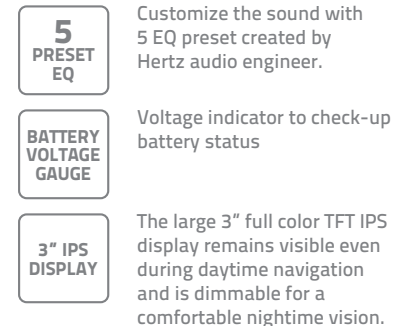 5
PRESET
EQ
Customize the sound with
5 EQ preset created by
Hertz audio engineer.
BATTERY
VOLTAGE
GAUGE
Voltage indicator to check-up
battery status
3” IPS
DISPLAY
The large 3” full color TFT IPS
display remains visible even
during daytime navigation
and is dimmable for a
comfortable nightime vision.